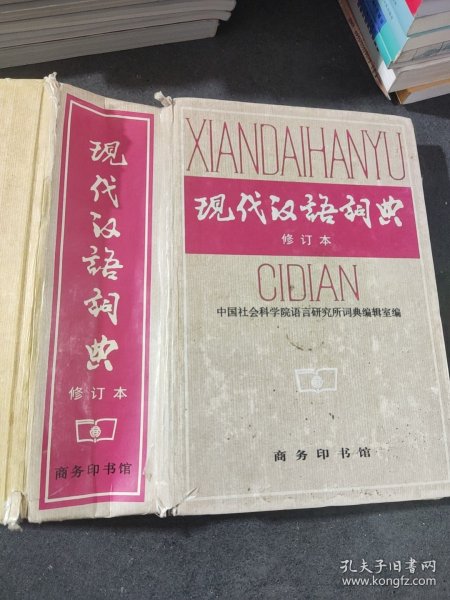 现代汉语词典
修订本
商务印书馆
XIANDAIHANYU
现代汉语词典
修订本
CIDIAN
中国社会科学院语言研究所词典编辑室编
商务印书馆
孔夫子旧书网
www.kongfz.com